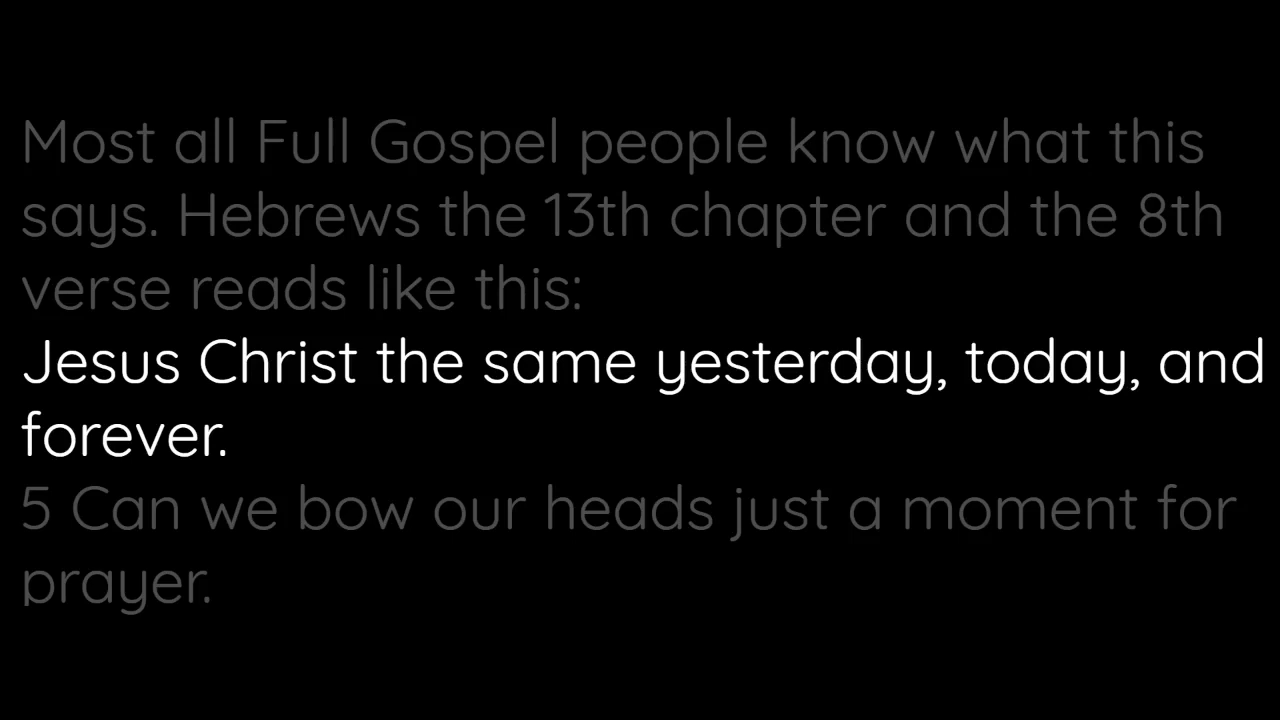 Most all Full Gospel people know what this
says. Hebrews the 13th chapter and the 8th
verse reads like this:
Jesus Christ the same yesterday, today, and
forever.
5 Can we bow our heads just a moment for
prayer.